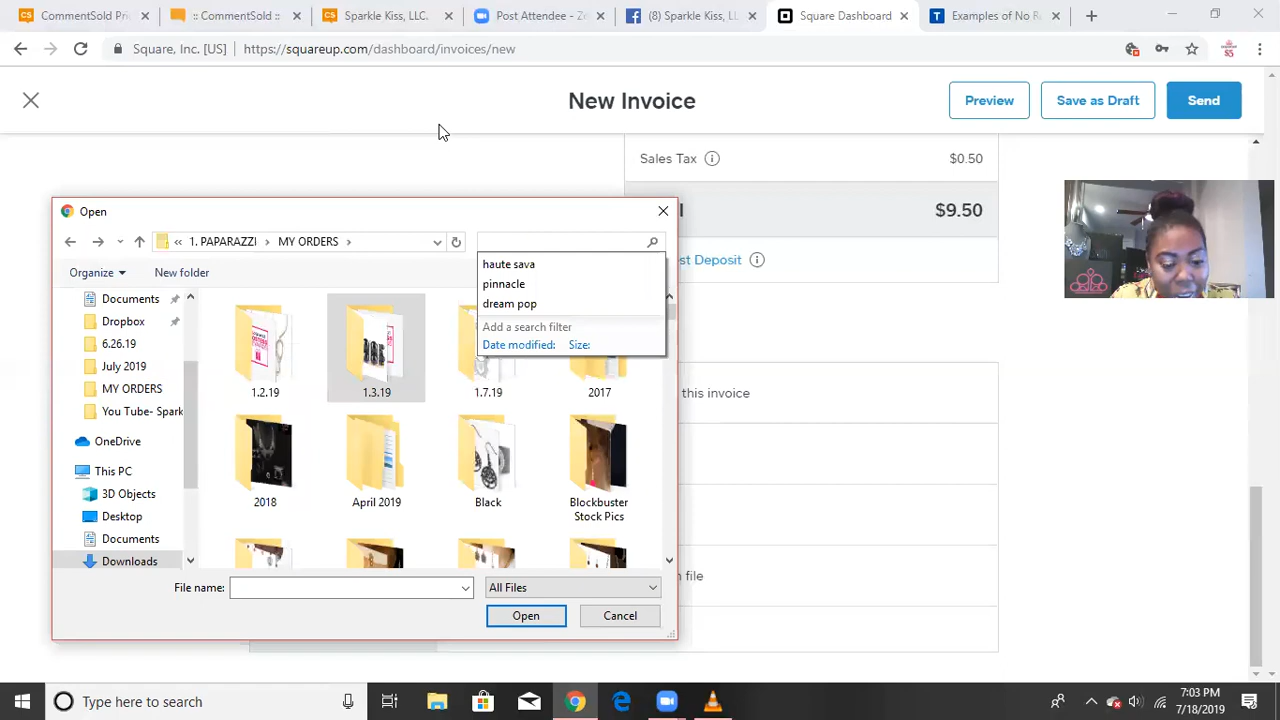 CommentSold Pri
:: CommentSold ::
Sparkle Kiss, LLC.
Post Attendee - Ze
(8) Sparkle Kiss, LL
Square Dashboard
Examples of No Re
Square, Inc. [US] https://squareup.com/dashboard/invoices/new
New Invoice
Preview
Save as Draft
Send
Sales Tax $0.50
$9.50
est Deposit
Open
« 1. PAPARAZZI > MY ORDERS >
Organize
New folder
haute sava
pinnacle
dream pop
Add a search filter
Date modified: Size:
Documents
Dropbox
6.26.19
July 2019
MY ORDERS
You Tube- Spark
OneDrive
This PC
3D Objects
Desktop
Documents
Downloads
1.2.19
1.3.19
1.7.19
2017
2018
April 2019
Black
Blockbuster
Stock Pics
this invoice
file
File name:
All Files
Open
Cancel
Type here to search
7:03 PM
7/18/2019